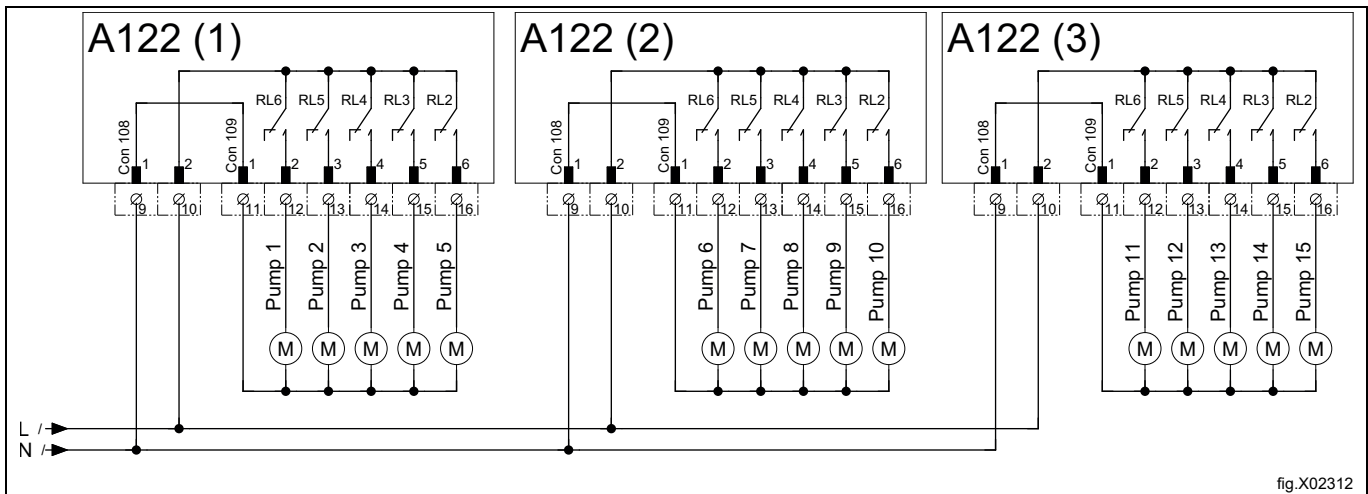 A122 (1) A122 (2) A122 (3)
RL6 RL5 RL4 RL3 RL2 RL6 RL5 RL4 RL3 RL2 RL6 RL5 RL4 RL3 RL2
Con 108 Con 109 Con 108 Con 109 Con 108 Con 109
1 2 1 2 3 4 5 6 1 2 1 2 3 4 5 6 1 2 1 2 3 4 5 6
9 10 11 12 13 14 15 16 9 10 11 12 13 14 15 16 9 10 11 12 13 14 15 16
Pump 1 Pump 2 Pump 3 Pump 4 Pump 5 Pump 6 Pump 7 Pump 8 Pump 9 Pump 10 Pump 11 Pump 12 Pump 13 Pump 14 Pump 15
M M M M M M M M M M M M M M M
L /
N /
fig.X02312